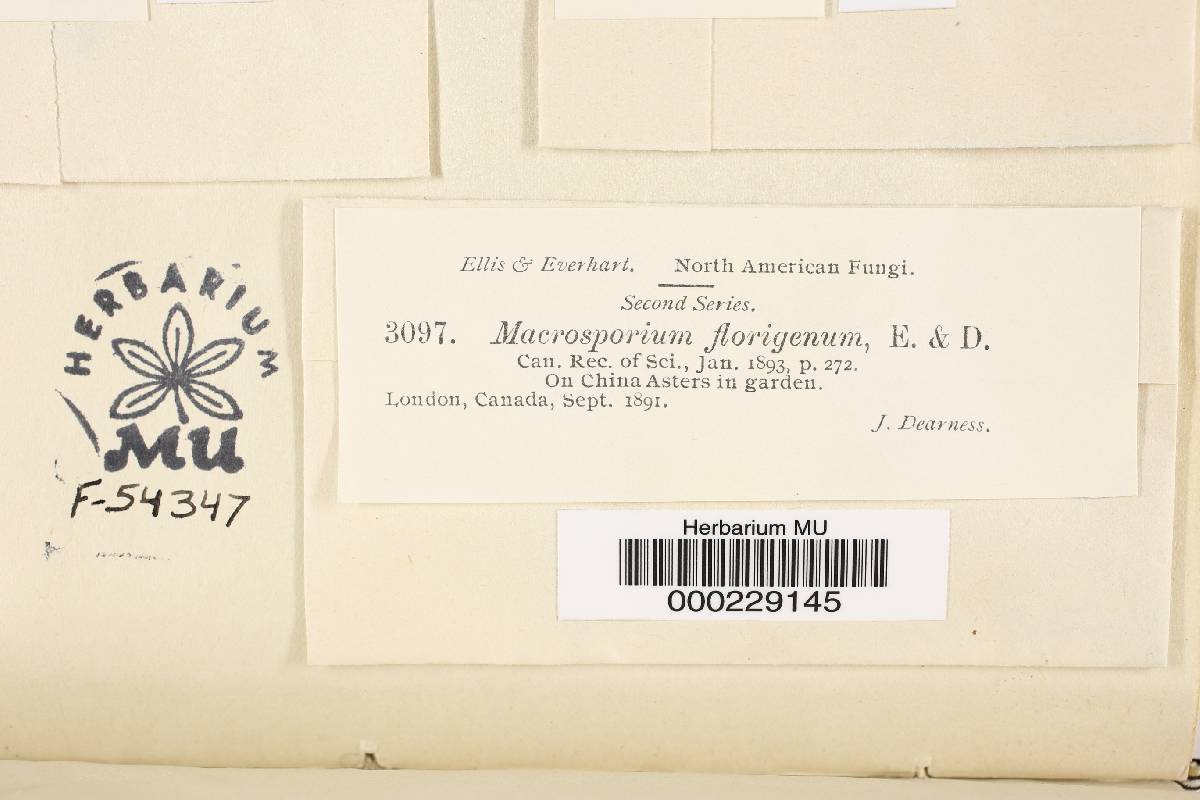 HERBARIUM
MU
F-54347
Ellis & Everhart. North American Fungi.
Second Series.
3097. Macrosporium florigenum, E. & D.
Can. Rec. of Sci., Jan. 1893, p. 272.
On China Asters in garden.
London, Canada, Sept. 1891.
J. Dearness.
Herbarium MU
000229145